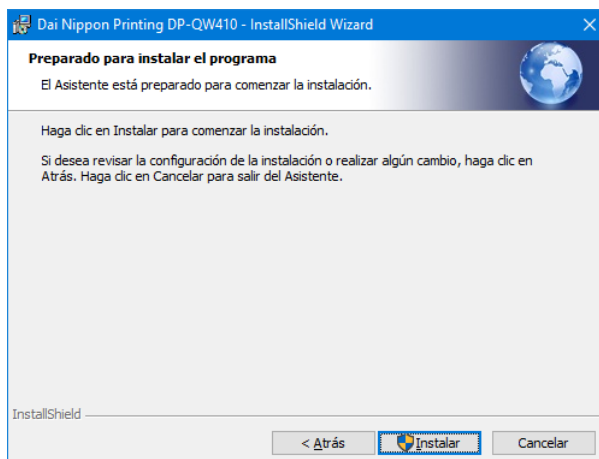 Dai Nippon Printing DP-QW410 - InstallShield Wizard
Preparado para instalar el programa
El Asistente está preparado para comenzar la instalación.
Haga clic en Instalar para comenzar la instalación.
Si desea revisar la configuración de la instalación o realizar algún cambio, haga clic en
Atrás. Haga clic en Cancelar para salir del Asistente.
InstallShield
< Atrás Instalar Cancelar